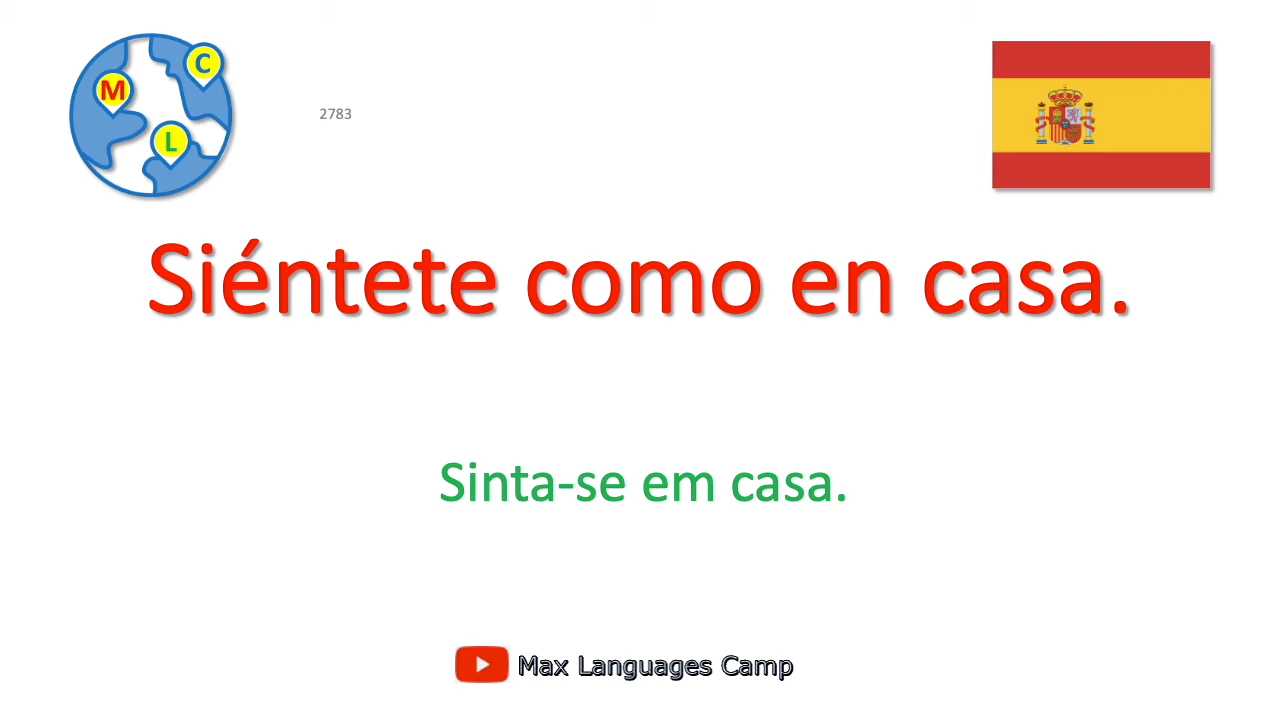 M
C
L
2783
Siéntete como en casa.
Sinta-se em casa.
Max Languages Camp